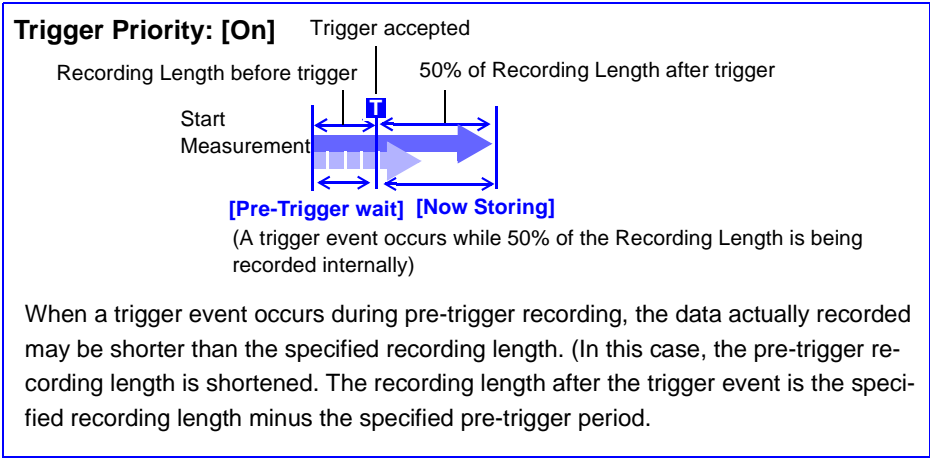 Trigger Priority: [On]
Trigger accepted
Recording Length before trigger
50% of Recording Length after trigger
T
Start
Measurement
[Pre-Trigger wait] [Now Storing]
(A trigger event occurs while 50% of the Recording Length is being
recorded internally)
When a trigger event occurs during pre-trigger recording, the data actually recorded
may be shorter than the specified recording length. (In this case, the pre-trigger re-
cording length is shortened. The recording length after the trigger event is the speci-
fied recording length minus the specified pre-trigger period.